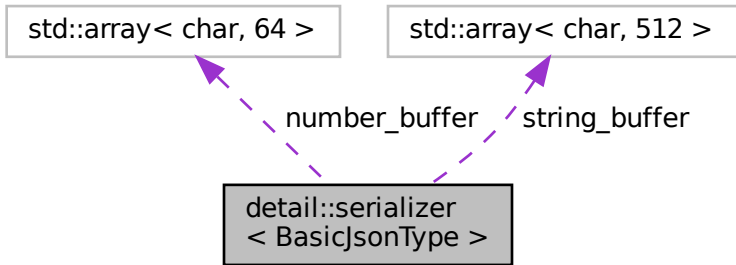 std::array< char, 64 >
std::array< char, 512 >
number_buffer
string_buffer
detail::serializer
< BasicJsonType >